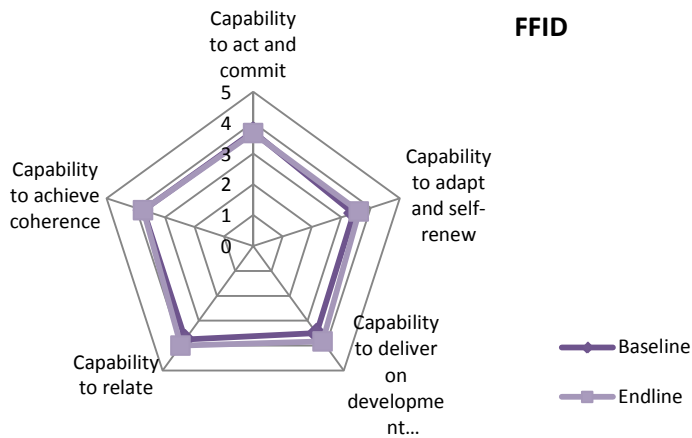 FFID
Capability
to act and
commit
5
4
3
2
1
0
Capability
to adapt
and self-
renew
Capability
to deliver
on
developme
nt...
Capability
to relate
Capability
to achieve
coherence
Baseline
Endline